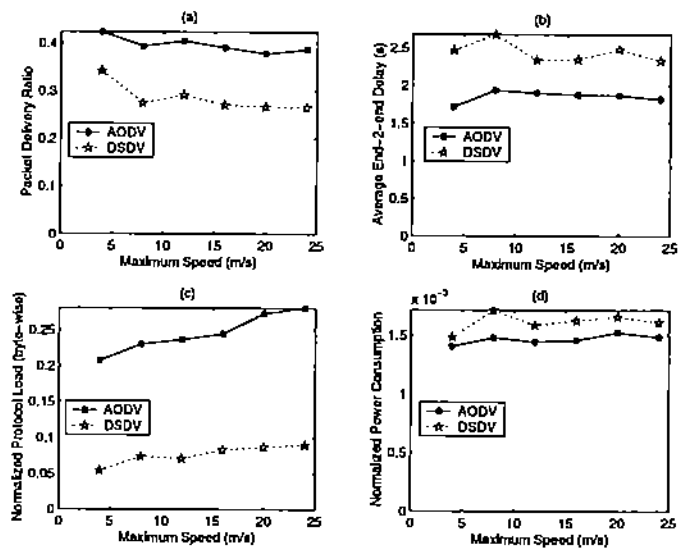 (a)
Packet Delivery Ratio
0.4
0.3
0.2
0.1
0
AODV
DSDV
0
5
10
15
20
25
Maximum Speed (m/s)
(b)
Average End-2-end Delay (s)
2.5
2
1.5
1
0.5
0
AODV
DSDV
0
5
10
15
20
25
Maximum Speed (m/s)
(c)
Normalized Protocol Load (byte-wise)
0.25
0.2
0.15
0.1
0.05
0
AODV
DSDV
0
5
10
15
20
25
Maximum Speed (m/s)
(d)
x 10⁻³
Normalized Power Consumption
1.5
1
0.5
0
AODV
DSDV
0
5
10
15
20
25
Maximum Speed (m/s)